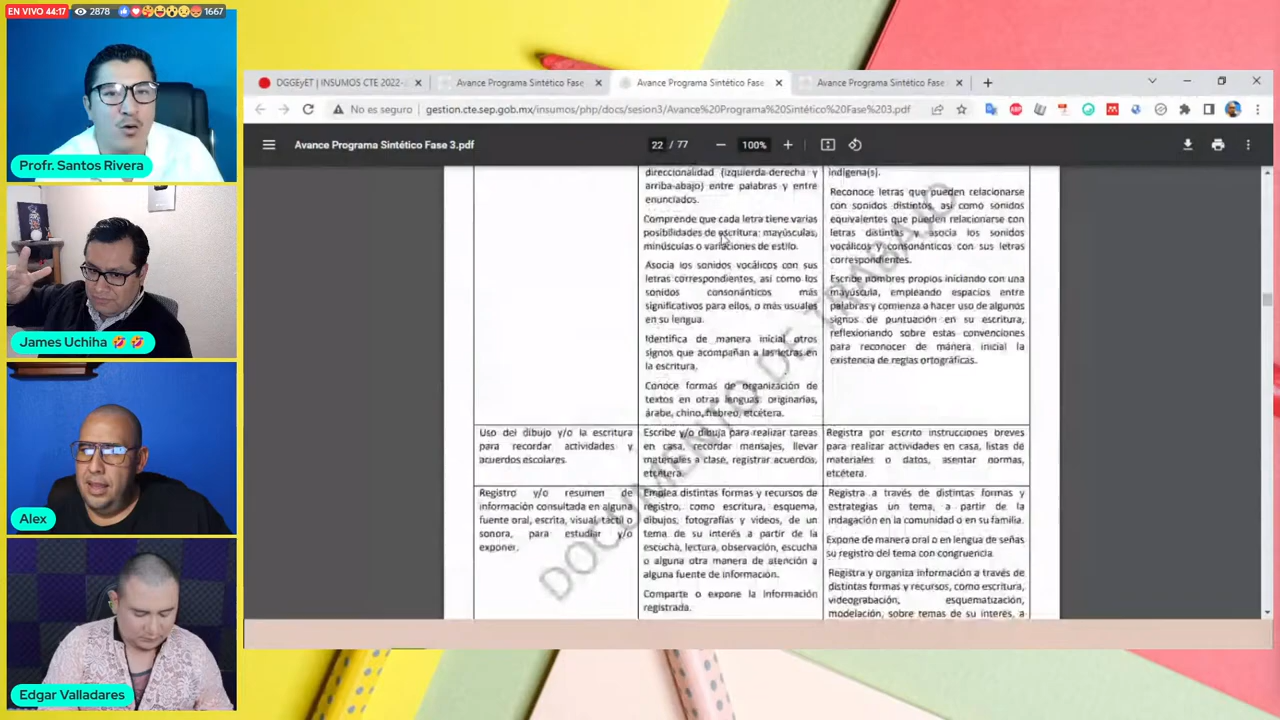 EN VIVO 44:17 2878 1667
Profr. Santos Rivera
James Uchiha 🤣 🤣
Alex
Edgar Valladares
DGGEyET | INSUMOS CTE 2022-
Avance Programa Sintético Fase
Avance Programa Sintético Fase
Avance Programa Sintético Fase
No es seguro gestion.cte.sep.gob.mx/insumos/php/docs/sesion3/Avance%20Programa%20Sintético%20Fase%203.pdf
Avance Programa Sintético Fase 3.pdf 22 / 77 100%
direccionalidad (izquierda-derecha y
arriba-abajo) entre palabras y entre
enunciados.
Comprende que cada letra tiene varias
posibilidades de escritura: mayúsculas,
minúsculas o variaciones de estilo.
Asocia los sonidos vocálicos con sus
letras correspondientes, así como los
sonidos consonánticos más
significativos para ellos, o más usuales
en su lengua.
Identifica de manera inicial otros
signos que acompañan a las letras en
la escritura.
Conoce formas de organización de
textos en otras lenguas: originarias,
árabe, chino, hebreo, etcétera.
indígena(s).
Reconoce letras que pueden relacionarse
con sonidos distintos, así como sonidos
equivalentes que pueden relacionarse con
letras distintas y asocia los sonidos
vocálicos y consonánticos con sus letras
correspondientes.
Escribe nombres propios iniciando con una
mayúscula, empleando espacios entre
palabras y comienza a hacer uso de algunos
signos de puntuación en su escritura,
reflexionando sobre estas convenciones
para reconocer de manera inicial la
existencia de reglas ortográficas.
Uso del dibujo y/o la escritura
para recordar actividades y
acuerdos escolares.
Escribe y/o dibuja para realizar tareas
en casa, recordar mensajes, llevar
materiales a clase, registrar acuerdos,
etcétera.
Registra por escrito instrucciones breves
para realizar actividades en casa, listas de
materiales o datos, asentar normas,
etcétera.
Registro y/o resumen de
información consultada en alguna
fuente oral, escrita, visual, táctil o
sonora, para estudiar y/o
exponer.
Emplea distintas formas y recursos de
registro, como escritura, esquema,
dibujos, fotografías y videos, de un
tema de su interés a partir de la
escucha, lectura, observación, escucha
o alguna otra manera de atención a
alguna fuente de información.
Comparte o expone la información
registrada.
Registra a través de distintas formas y
estrategias un tema, a partir de la
indagación en la comunidad o en su familia.
Expone de manera oral o en lengua de señas
su registro del tema con congruencia.
Registra y organiza información a través de
distintas formas y recursos, como escritura,
videograbación, esquematización,
modelación, sobre temas de su interés, a
DOCUMENTO DE TRABAJO